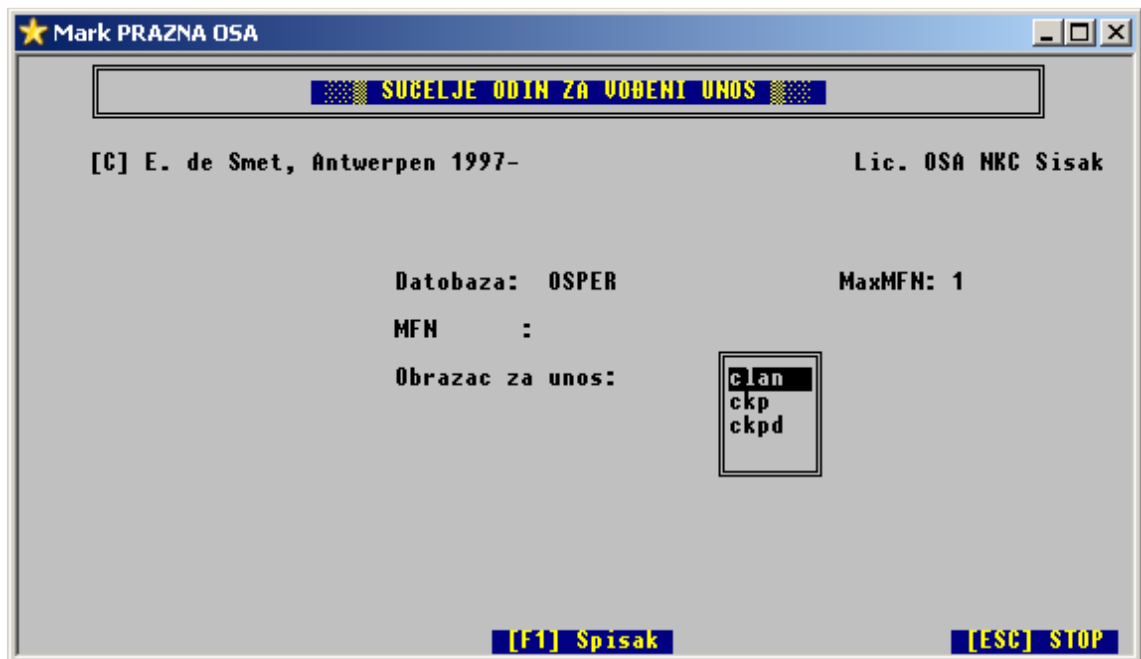 Mark PRAZNA OSA
SUČELJE ODIN ZA VOĐENI UNOS
[C] E. de Smet, Antwerpen 1997- Lic. OSA NKC Sisak
Datobaza: OSPER MaxMFN: 1
MFN :
Obrazac za unos:
clan
ckp
ckpd
[F1] Spisak [ESC] STOP